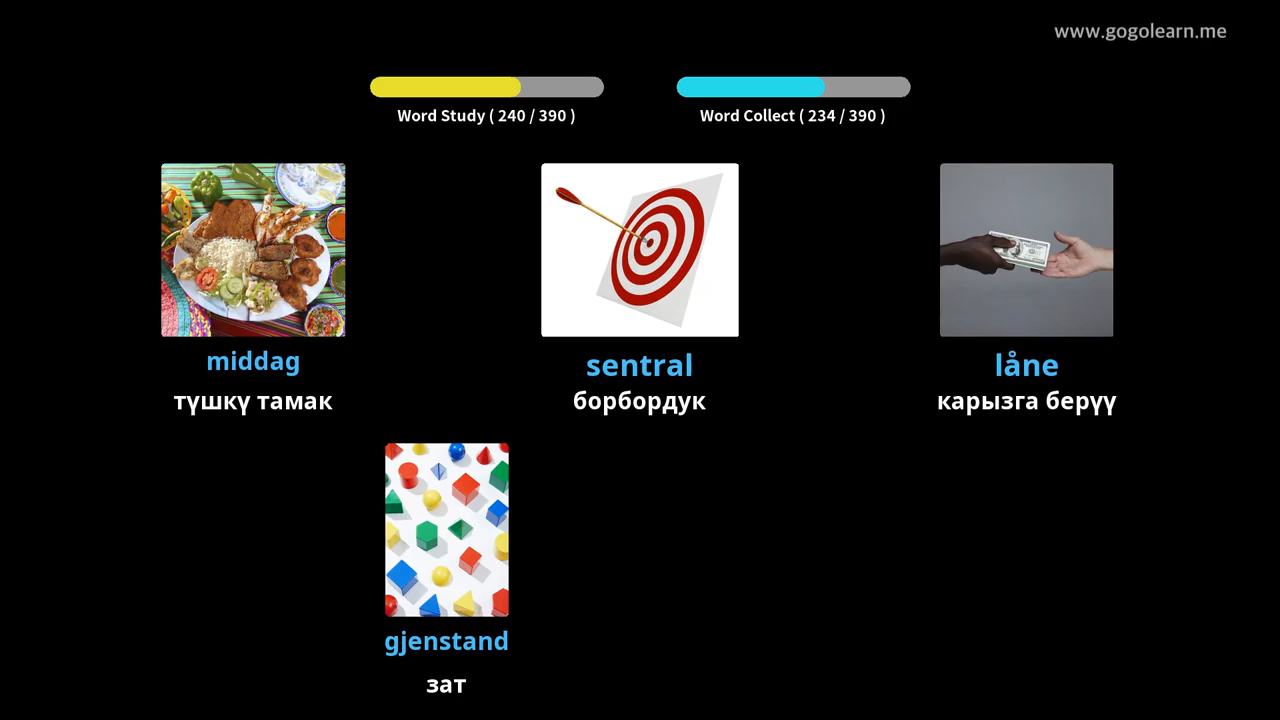 www.gogolearn.me
Word Study ( 240 / 390 )
Word Collect ( 234 / 390 )
middag
sentral
låne
түшкү тамак
борбордук
карызга берүү
gjenstand
зат